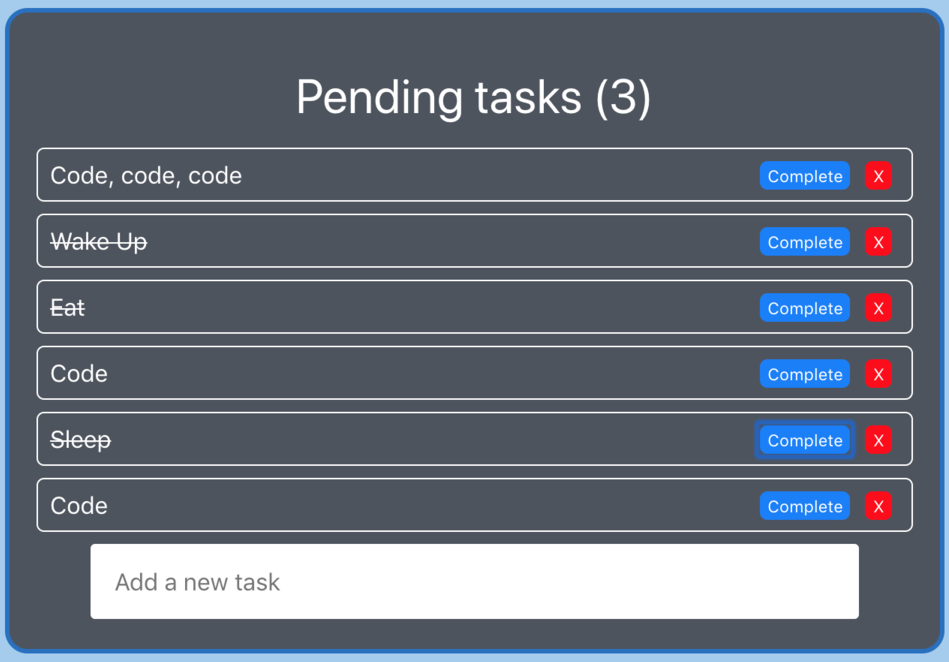 Pending tasks (3)
Code, code, code Complete X
Wake Up Complete X
Eat Complete X
Code Complete X
Sleep Complete X
Code Complete X
Add a new task